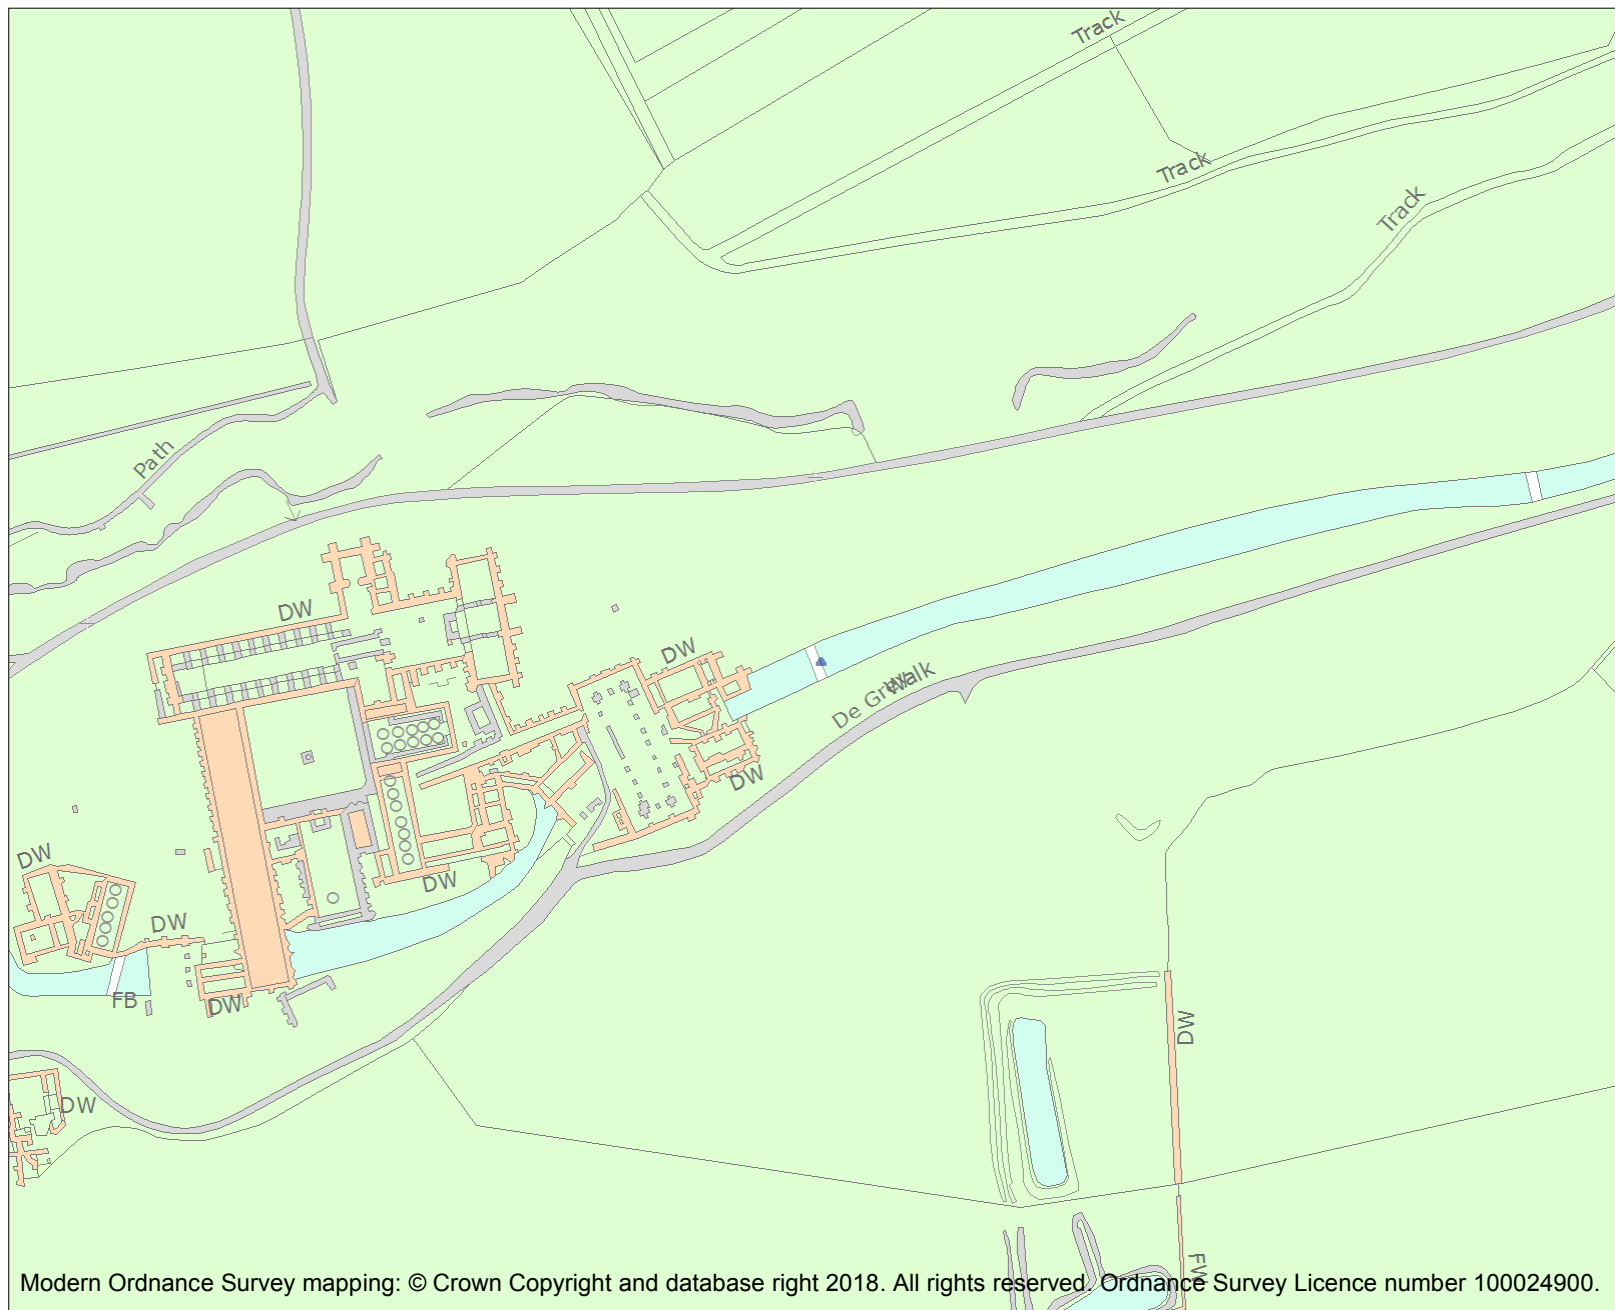 Track
Track
Track
Path
DW
DW
De Grey Walk
DW
DW
DW
DW
FB
DW
DW
DW
FW
Modern Ordnance Survey mapping: © Crown Copyright and database right 2018. All rights reserved. Ordnance Survey Licence number 100024900.